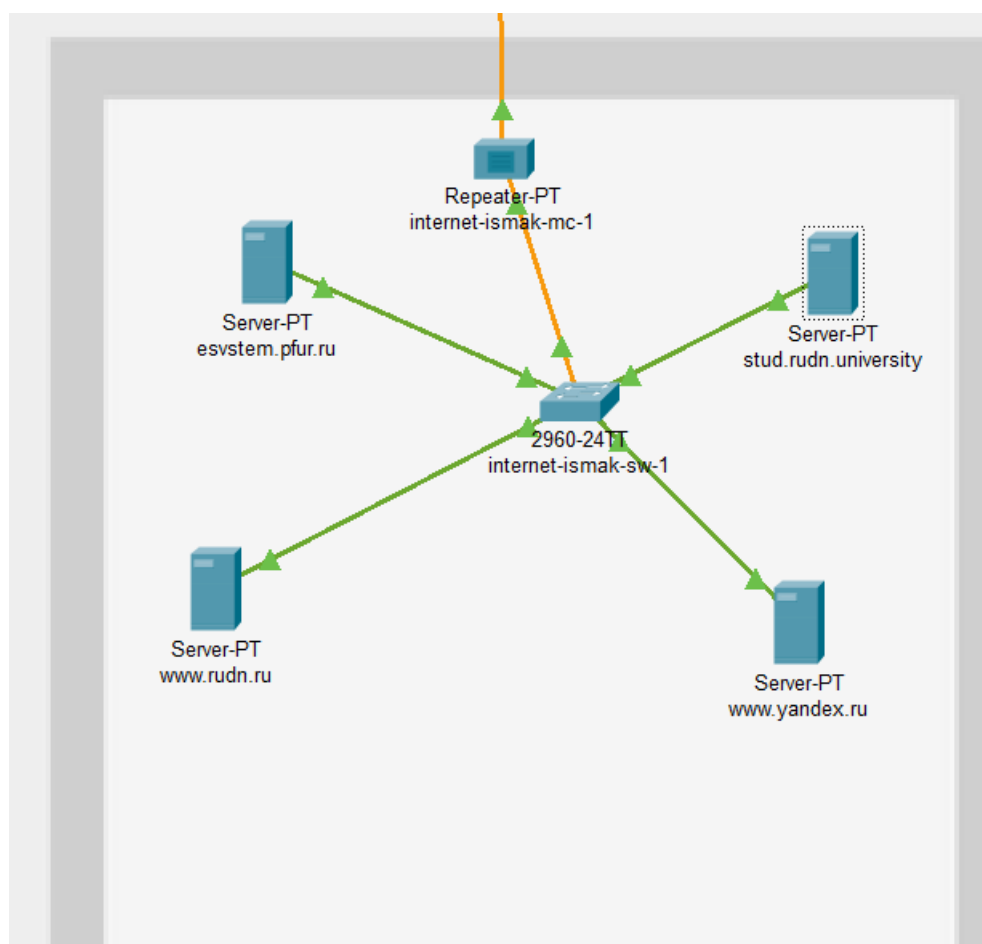 Repeater-PT
internet-ismak-mc-1
Server-PT
esvstem.pfur.ru
Server-PT
stud.rudn.university
2960-24TT
internet-ismak-sw-1
Server-PT
www.rudn.ru
Server-PT
www.yandex.ru